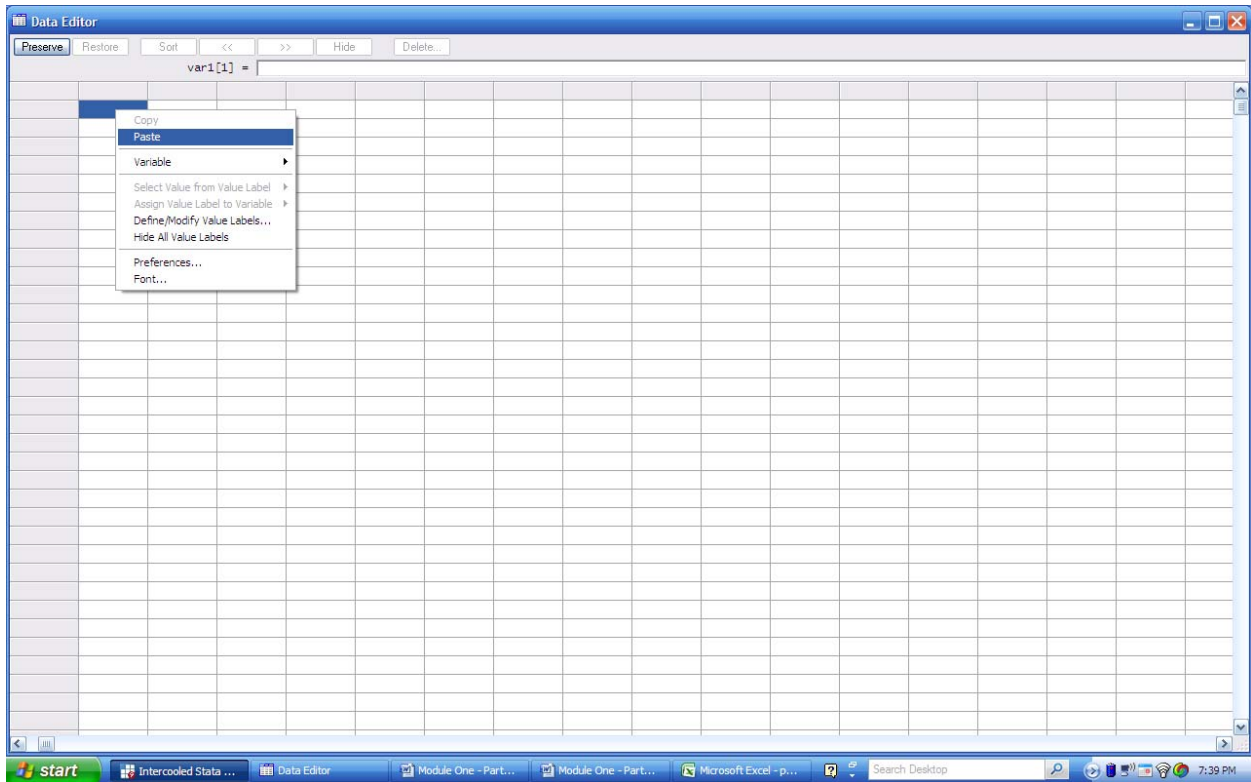 Data Editor
Preserve Restore Sort << >> Hide Delete...
var1[1] =
Copy
Paste
Variable
Select Value from Value Label
Assign Value Label to Variable
Define/Modify Value Labels...
Hide All Value Labels
Preferences...
Font...
start Intercooled Stata ... Data Editor Module One -Part... Module One -Part... Microsoft Excel - p... Search Desktop 7:39 PM